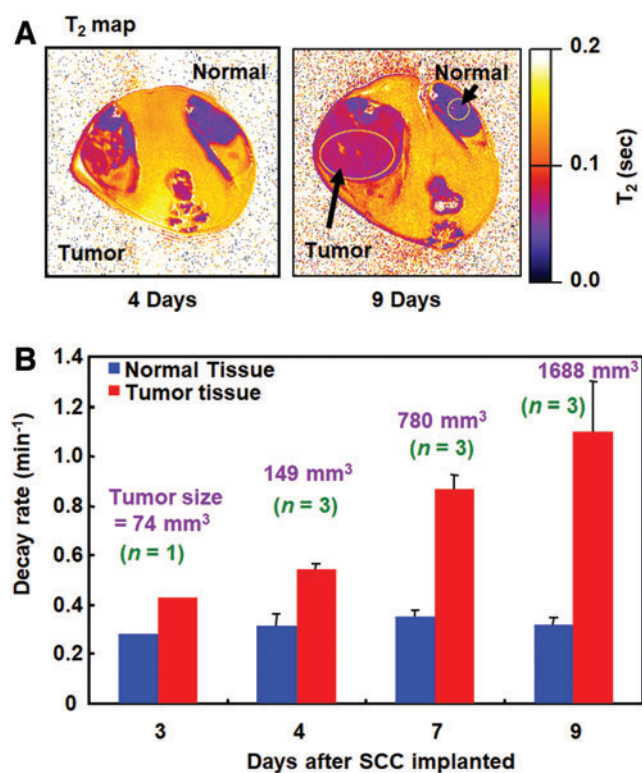 A
T₂ map
Normal
Tumor
4 Days
Normal
Tumor
9 Days
0.2
0.1
0.0
T₂ (sec)
B
1.4
1.2
1.0
0.8
0.6
0.4
0.2
0
Decay rate (min⁻¹)
Normal Tissue
Tumor tissue
Tumor size
= 74 mm³
(n = 1)
149 mm³
(n = 3)
780 mm³
(n = 3)
1688 mm³
(n = 3)
3
4
7
9
Days after SCC implanted